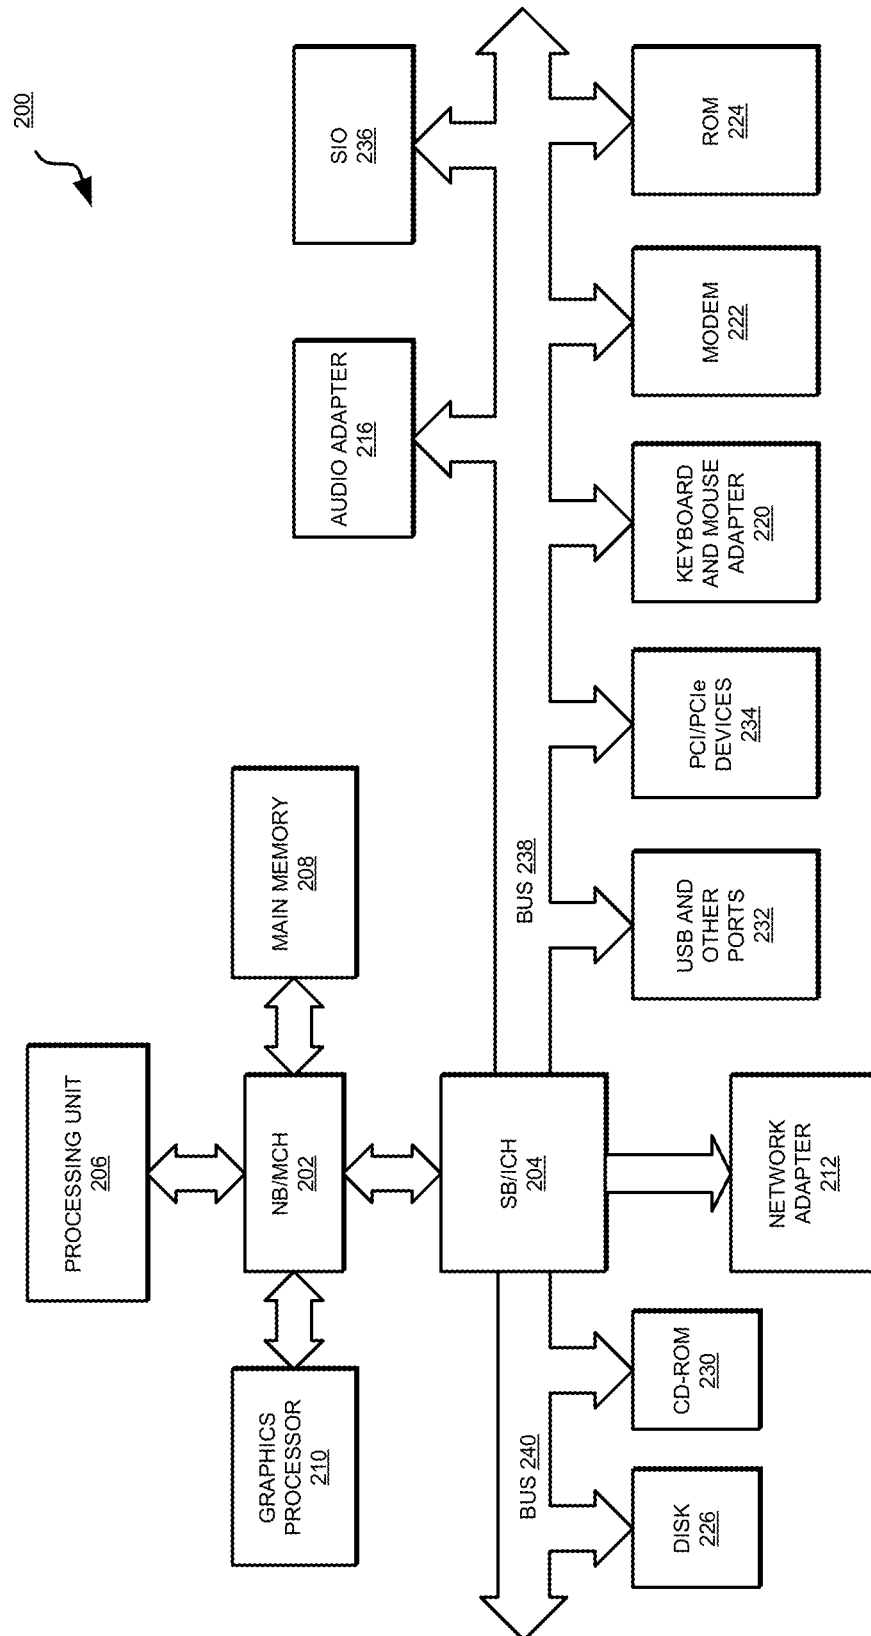 200
PROCESSING UNIT
206
GRAPHICS
PROCESSOR
210
NB/MCH
202
MAIN MEMORY
208
AUDIO ADAPTER
216
SIO
236
SB/ICH
204
BUS 240
BUS 238
DISK
226
CD-ROM
230
NETWORK
ADAPTER
212
USB AND
OTHER
PORTS
232
PCI/PCIe
DEVICES
234
KEYBOARD
AND MOUSE
ADAPTER
220
MODEM
222
ROM
224